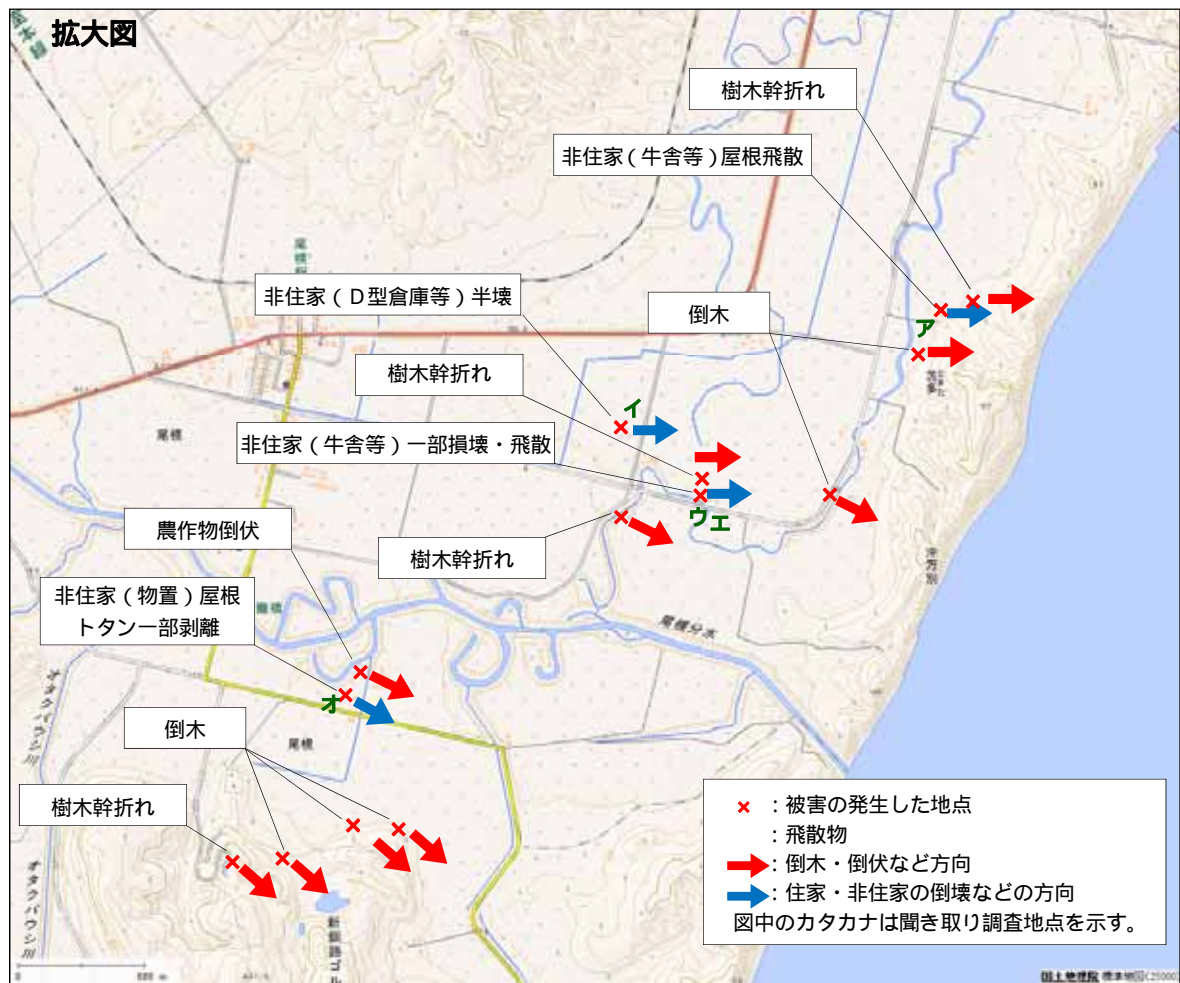 拡大図
樹木幹折れ
非住家（牛舎等）屋根飛散
非住家（Ｄ型倉庫等）半壊
倒木
ア
樹木幹折れ
イ
非住家（牛舎等）一部損壊・飛散
ウエ
尾幌
農作物倒伏
樹木幹折れ
非住家（物置）屋根
トタン一部剥離
尾幌分水
オタクパウシ川
オ
倒木
尾幌
樹木幹折れ
オタクパウシ川
×：被害の発生した地点
：飛散物
：倒木・倒伏など方向
：住家・非住家の倒壊などの方向
図中のカタカナは聞き取り調査地点を示す。
国土地理院